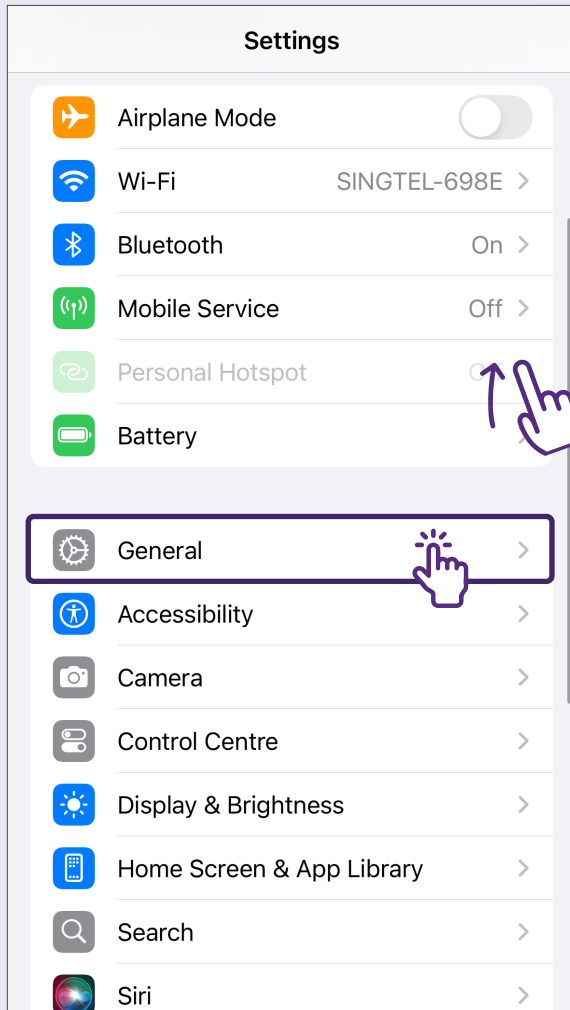 Settings
Airplane Mode
Wi-Fi SINGTEL-698E
Bluetooth On
Mobile Service Off
Personal Hotspot
Battery
General
Accessibility
Camera
Control Centre
Display & Brightness
Home Screen & App Library
Search
Siri